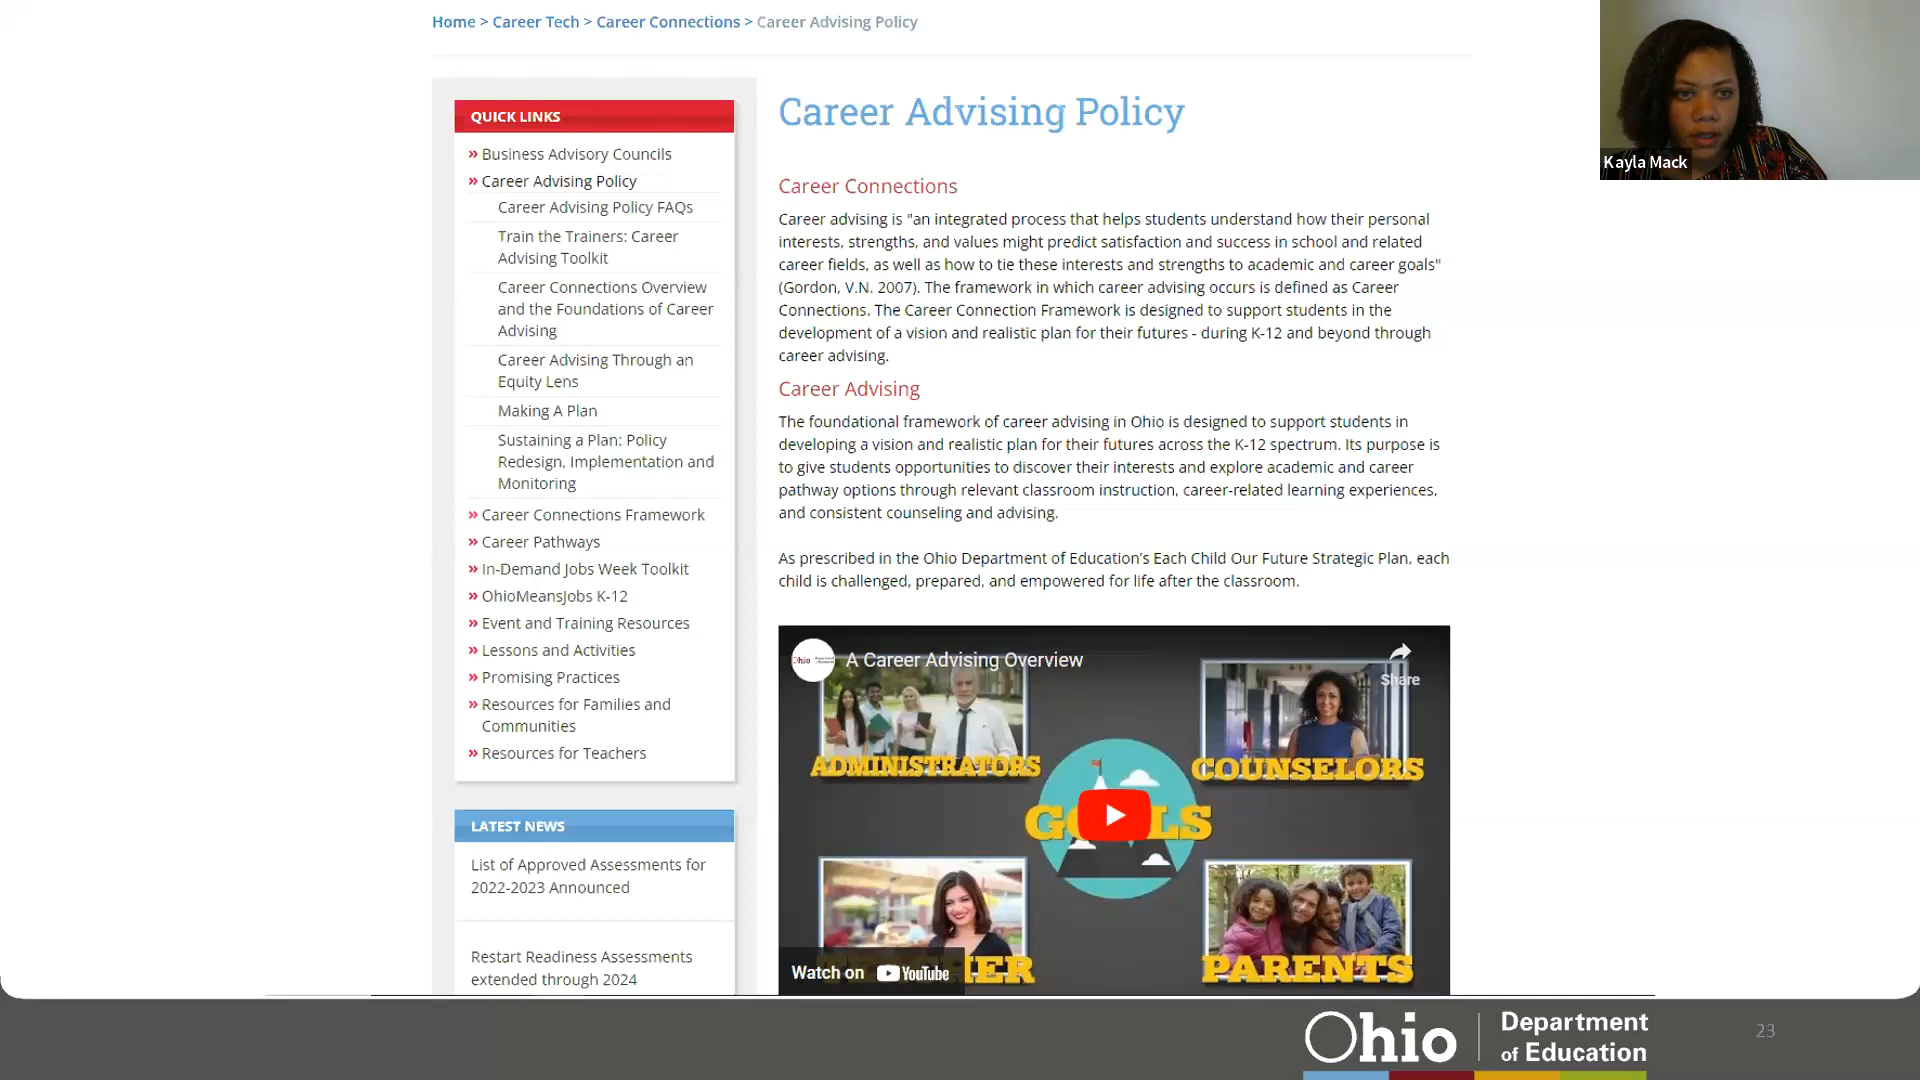 Home > Career Tech > Career Connections > Career Advising Policy
Kayla Mack
QUICK LINKS
» Business Advisory Councils
» Career Advising Policy
Career Advising Policy FAQs
Train the Trainers: Career
Advising Toolkit
Career Connections Overview
and the Foundations of Career
Advising
Career Advising Through an
Equity Lens
Making A Plan
Sustaining a Plan: Policy
Redesign, Implementation and
Monitoring
» Career Connections Framework
» Career Pathways
» In-Demand Jobs Week Toolkit
» OhioMeansJobs K-12
» Event and Training Resources
» Lessons and Activities
» Promising Practices
» Resources for Families and
Communities
» Resources for Teachers
LATEST NEWS
List of Approved Assessments for
2022-2023 Announced
Restart Readiness Assessments
extended through 2024
Career Advising Policy
Career Connections
Career advising is "an integrated process that helps students understand how their personal
interests, strengths, and values might predict satisfaction and success in school and related
career fields, as well as how to tie these interests and strengths to academic and career goals"
(Gordon, V.N. 2007). The framework in which career advising occurs is defined as Career
Connections. The Career Connection Framework is designed to support students in the
development of a vision and realistic plan for their futures - during K-12 and beyond through
career advising.
Career Advising
The foundational framework of career advising in Ohio is designed to support students in
developing a vision and realistic plan for their futures across the K-12 spectrum. Its purpose is
to give students opportunities to discover their interests and explore academic and career
pathway options through relevant classroom instruction, career-related learning experiences,
and consistent counseling and advising.
As prescribed in the Ohio Department of Education's Each Child Our Future Strategic Plan, each
child is challenged, prepared, and empowered for life after the classroom.
Ohio
A Career Advising Overview
Share
ADMINISTRATORS
COUNSELORS
GOALS
TEACHER
PARENTS
Watch on YouTube
Ohio
Department
of Education
23